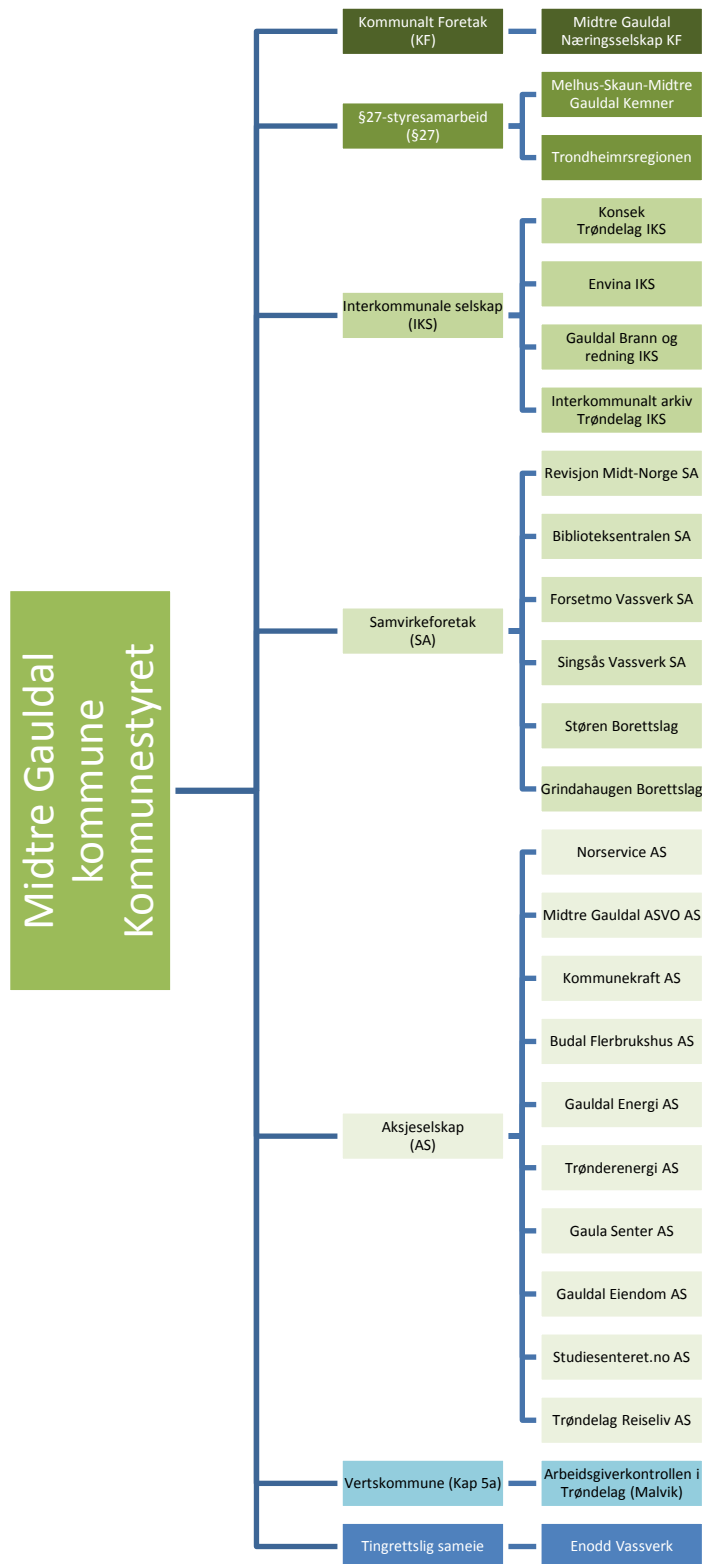 Midtre Gauldal
kommune
Kommunestyret
Kommunalt Foretak
(KF)
Midtre Gauldal
Næringsselskap KF
§27-styresamarbeid
(§27)
Melhus-Skaun-Midtre
Gauldal Kemner
Trondheimrsregionen
Interkommunale selskap
(IKS)
Konsek
Trøndelag IKS
Envina IKS
Gauldal Brann og
redning IKS
Interkommunalt arkiv
Trøndelag IKS
Samvirkeforetak
(SA)
Revisjon Midt-Norge SA
Biblioteksentralen SA
Forsetmo Vassverk SA
Singsås Vassverk SA
Støren Borettslag
Grindahaugen Borettslag
Aksjeselskap
(AS)
Norservice AS
Midtre Gauldal ASVO AS
Kommunekraft AS
Budal Flerbrukshus AS
Gauldal Energi AS
Trønderenergi AS
Gaula Senter AS
Gauldal Eiendom AS
Studiesenteret.no AS
Trøndelag Reiseliv AS
Vertskommune (Kap 5a)
Arbeidsgiverkontrollen i
Trøndelag (Malvik)
Tingrettslig sameie
Enodd Vassverk